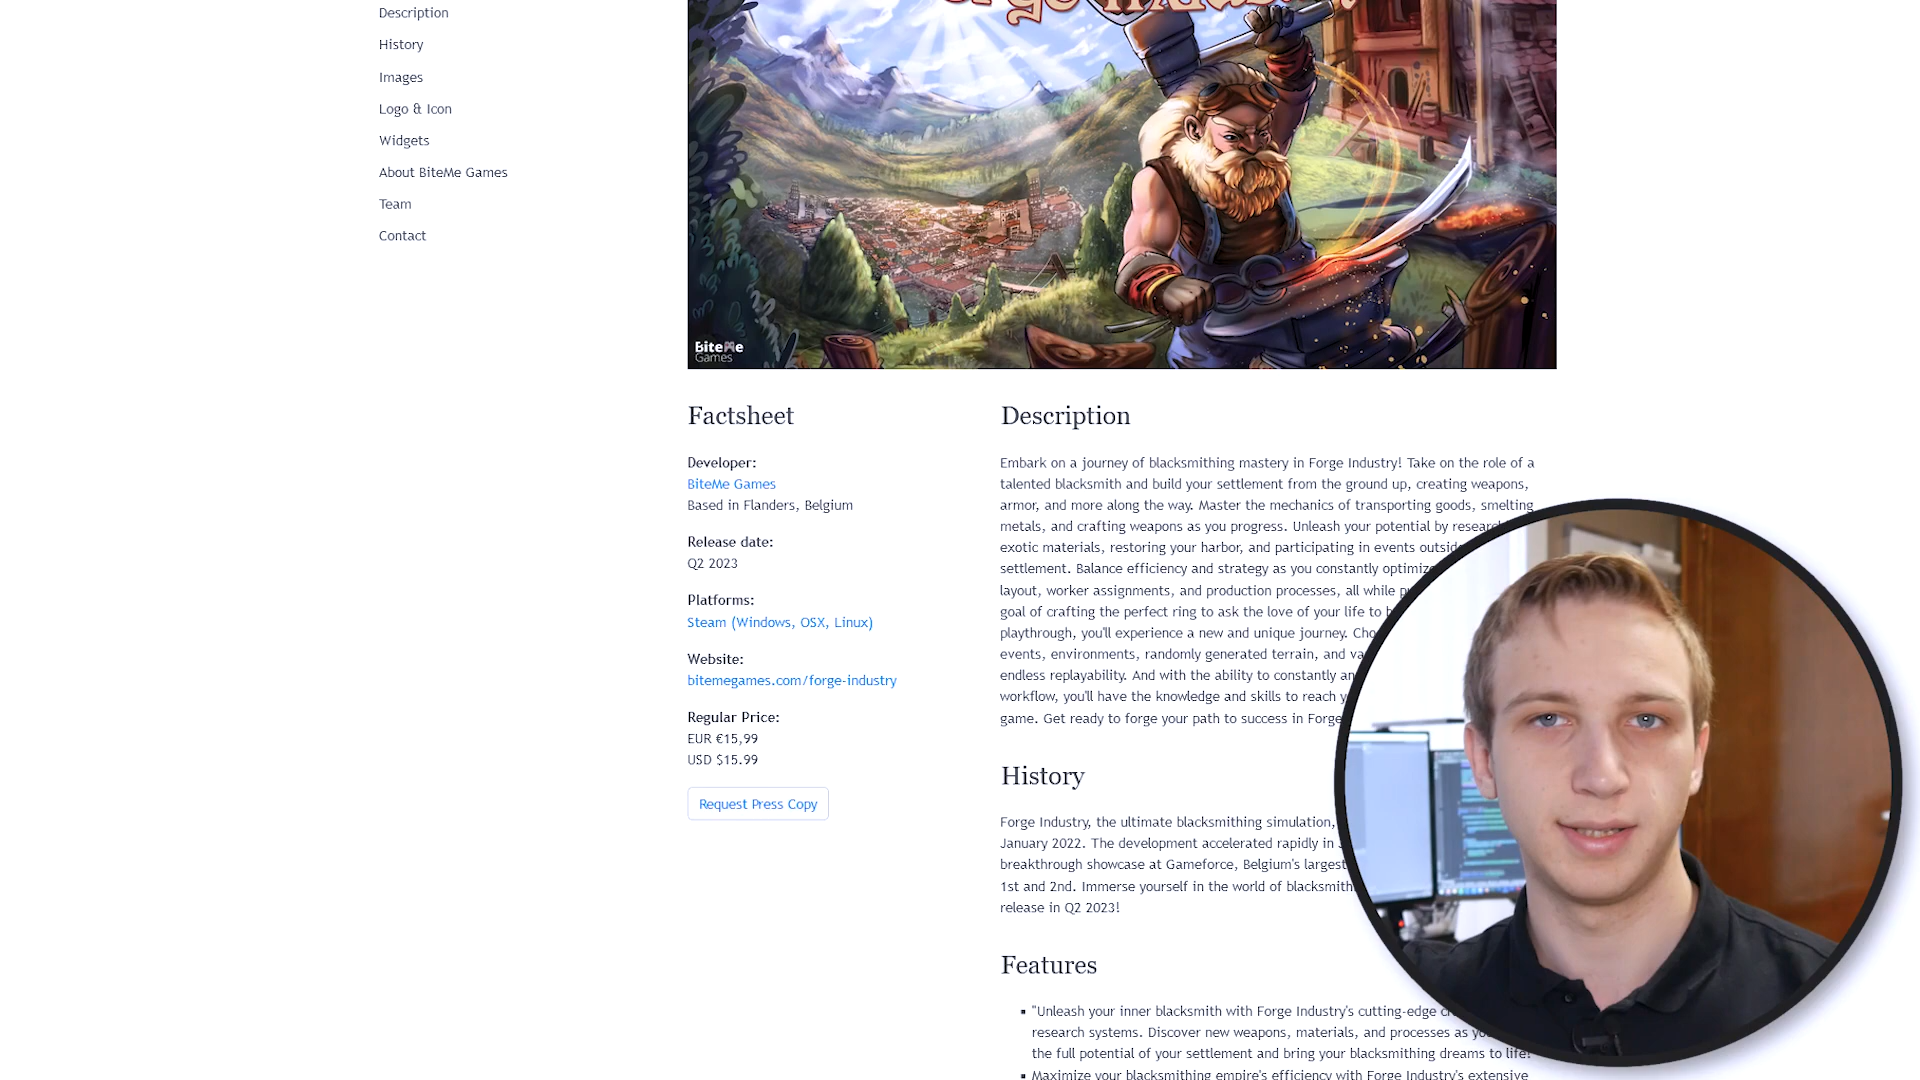 Description
History
Images
Logo & Icon
Widgets
About BiteMe Games
Team
Contact
BiteMe
Games
Factsheet
Developer:
BiteMe Games
Based in Flanders, Belgium
Release date:
Q2 2023
Platforms:
Steam (Windows, OSX, Linux)
Website:
bitemegames.com/forge-industry
Regular Price:
EUR €15,99
USD $15.99
Request Press Copy
Description
Embark on a journey of blacksmithing mastery in Forge Industry! Take on the role of a
talented blacksmith and build your settlement from the ground up, creating weapons,
armor, and more along the way. Master the mechanics of transporting goods, smelting
metals, and crafting weapons as you progress. Unleash your potential by
exotic materials, restoring your harbor, and participating in events
settlement. Balance efficiency and strategy as you constantly
layout, worker assignments, and production processes, all while
goal of crafting the perfect ring to ask the love of your life to
playthrough, you'll experience a new and unique journey.
events, environments, randomly generated terrain, and
endless replayability. And with the ability to constantly
workflow, you'll have the knowledge and skills to reach
game. Get ready to forge your path to success in Forge
History
Forge Industry, the ultimate blacksmithing simulation,
January 2022. The development accelerated rapidly in
breakthrough showcase at Gameforce, Belgium's largest
1st and 2nd. Immerse yourself in the world of
release in Q2 2023!
Features
"Unleash your inner blacksmith with Forge Industry's cutting-edge
research systems. Discover new weapons, materials, and processes as
the full potential of your settlement and bring your blacksmithing dreams to life!
Maximize your blacksmithing empire's efficiency with Forge Industry's extensive